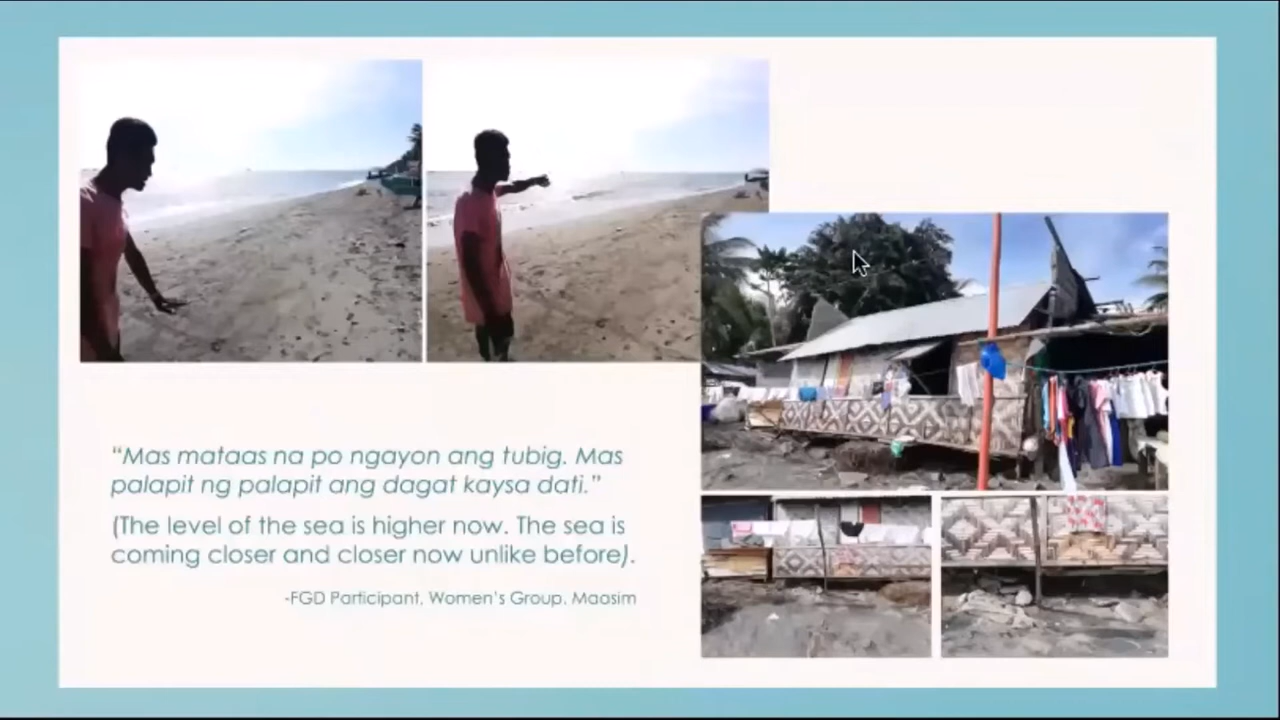 “Mas mataas na po ngayon ang tubig. Mas
palapit ng palapit ang dagat kaysa dati.”
(The level of the sea is higher now. The sea is
coming closer and closer now unlike before).
-FGD Participant, Women’s Group, Maasim